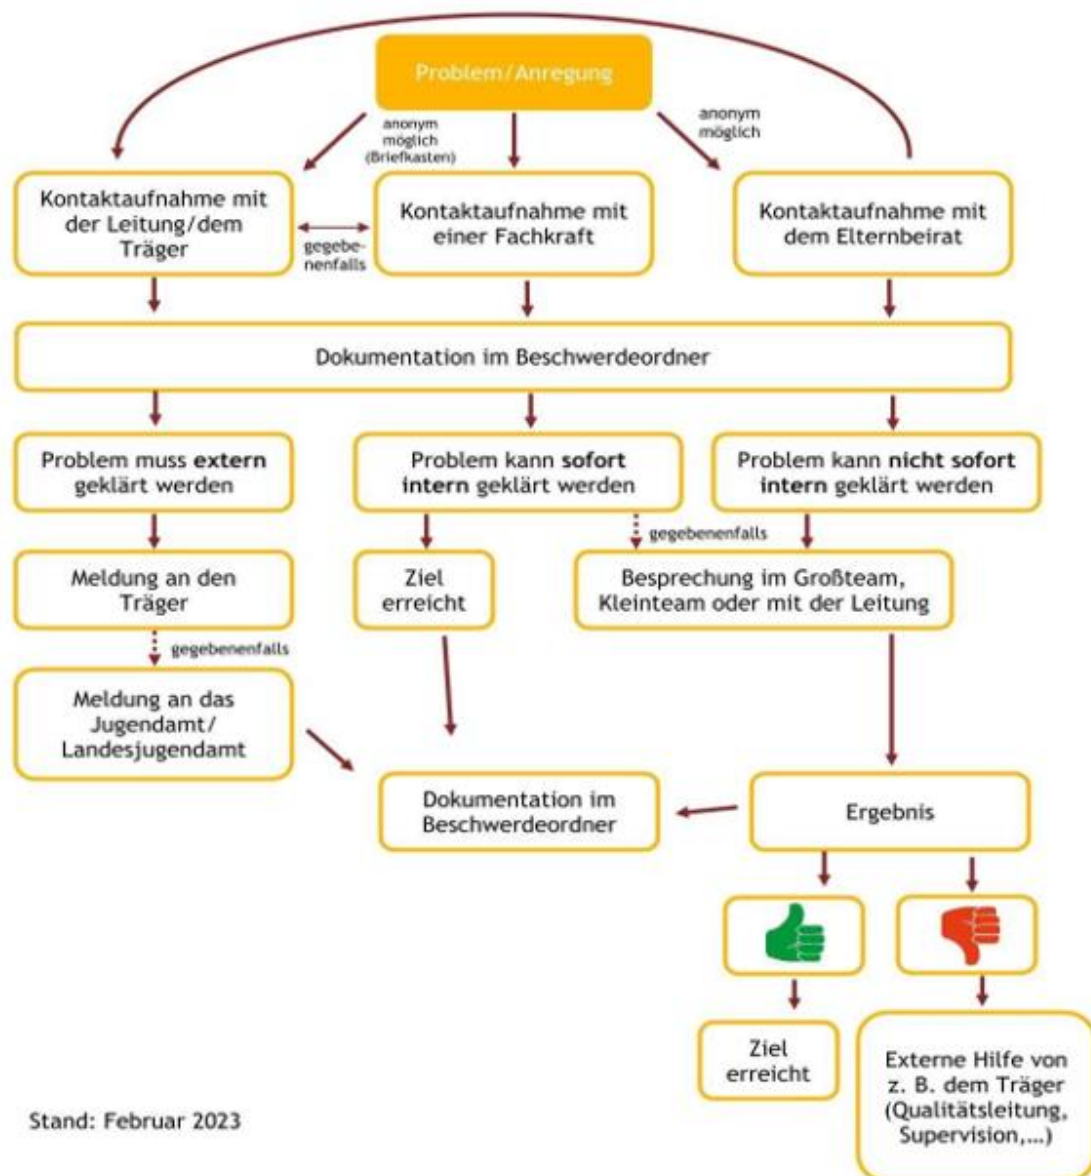 Problem/Anregung
anonym
möglich
(Briefkasten)
anonym
möglich
Kontaktaufnahme mit
der Leitung/dem
Träger
gegebe-
nenfalls
Kontaktaufnahme mit
einer Fachkraft
Kontaktaufnahme mit
dem Elternbeirat
Dokumentation im Beschwerdeordner
Problem muss extern
geklärt werden
Problem kann sofort
intern geklärt werden
Problem kann nicht sofort
intern geklärt werden
gegebenenfalls
Meldung an den
Träger
Ziel
erreicht
Besprechung im Großteam,
Kleinteam oder mit der Leitung
gegebenenfalls
Meldung an das
Jugendamt/
Landesjugendamt
Dokumentation im
Beschwerdeordner
Ergebnis
Ziel
erreicht
Externe Hilfe von
z. B. dem Träger
(Qualitätsleitung,
Supervision,...)
Stand: Februar 2023